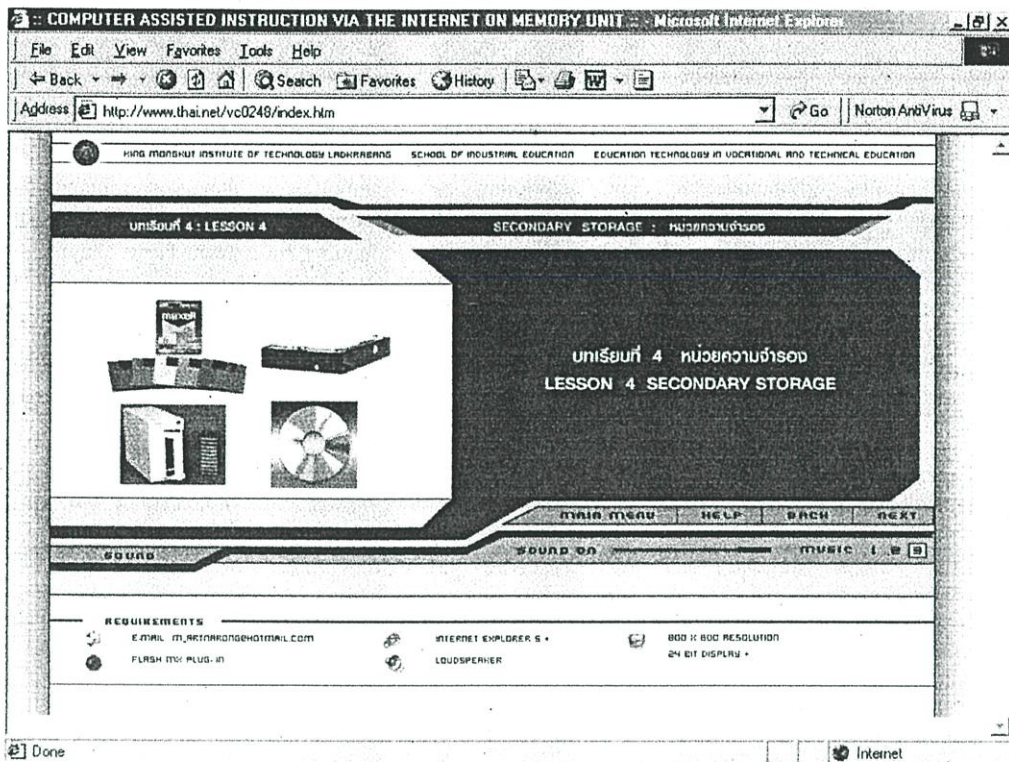 :: COMPUTER ASSISTED INSTRUCTION VIA THE INTERNET ON MEMORY UNIT :: - Microsoft Internet Explorer
File Edit View Favorites Tools Help
Back Search Favorites History
Address http://www.thai.net/vc0248/index.htm Go Norton AntiVirus
KING MONGKUT INSTITUTE OF TECHNOLOGY LADKRABANG SCHOOL OF INDUSTRIAL EDUCATION EDUCATION TECHNOLOGY IN VOCATIONAL AND TECHNICAL EDUCATION
บทเรียนที่ 4 : LESSON 4 SECONDARY STORAGE : หน่วยความจำรอง
maxell
บทเรียนที่ 4 หน่วยความจำรอง
LESSON 4 SECONDARY STORAGE
MAIN MENU HELP BACK NEXT
SOUND SOUND ON MUSIC 1 2 3
REQUIREMENTS
E-MAIL INTERNET EXPLORER 5 + 800 X 600 RESOLUTION
FLASH MX PLUG-IN LOUDSPEAKER 24 BIT DISPLAY +
Done Internet